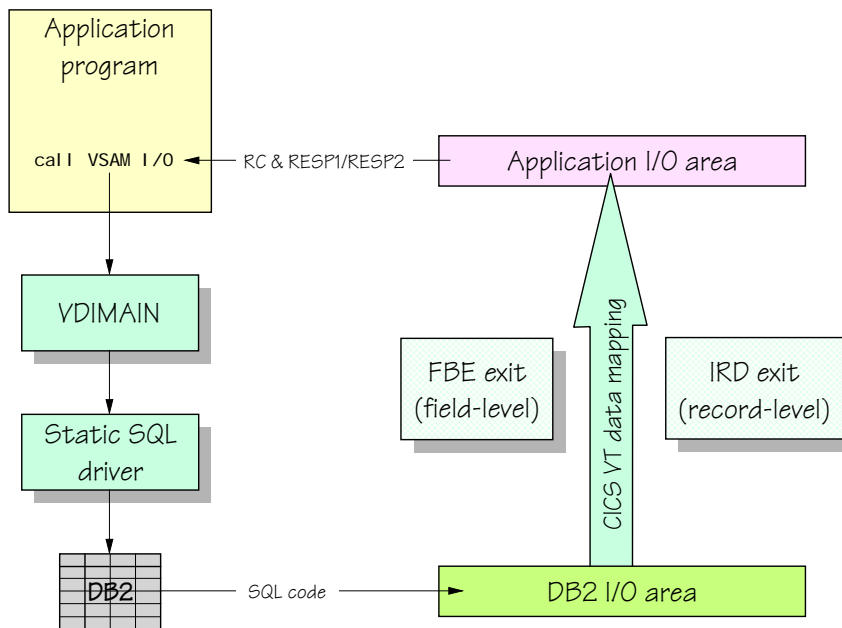 Application
program
call VSAM I/O
RC & RESP1/RESP2
Application I/O area
VDIMAIN
FBE exit
(field-level)
CICS VT data mapping
IRD exit
(record-level)
Static SQL
driver
DB2
SQL code
DB2 I/O area